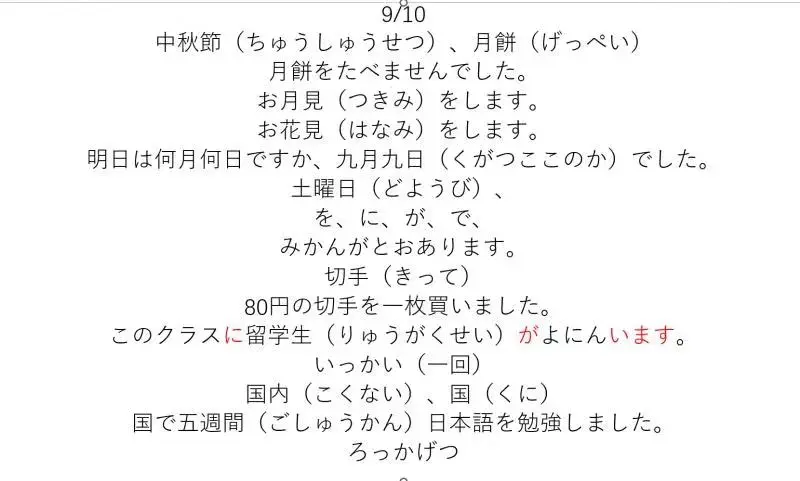 9/10
中秋節（ちゅうしゅうせつ）、月餅（げっぺい）
月餅をたべませんでした。
お月見（つきみ）をします。
お花見（はなみ）をします。
明日は何月何日ですか、九月九日（くがつここのか）でした。
土曜日（どようび）、
を、に、が、で、
みかんがとおあります。
切手（きって）
80円の切手を一枚買いました。
このクラスに留学生（りゅうがくせい）がよにんいます。
いっかい（一回）
国内（こくない）、国（くに）
国で五週間（ごしゅうかん）日本語を勉強しました。
ろっかげつ